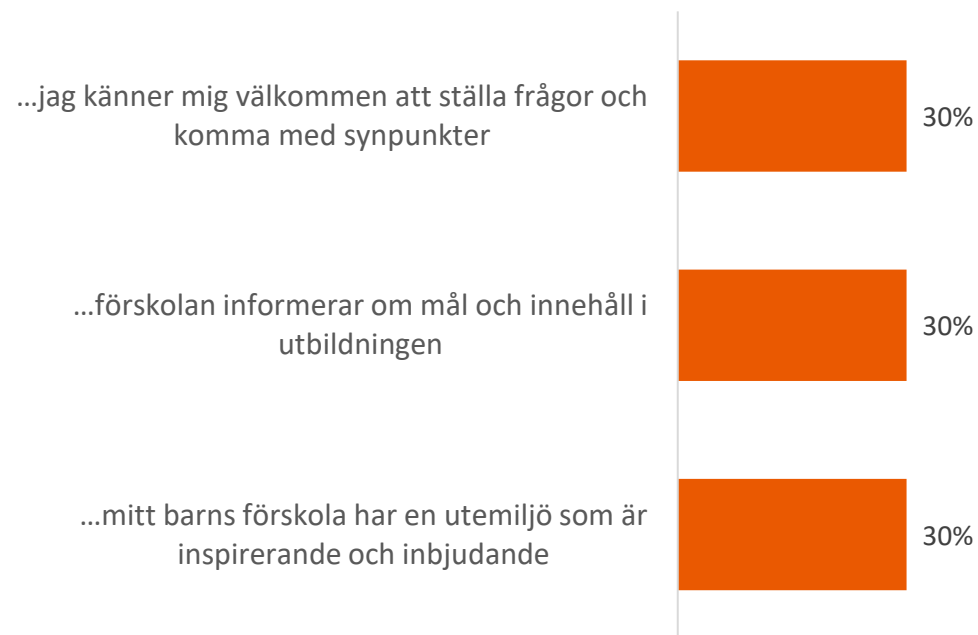 ...jag känner mig välkommen att ställa frågor och
komma med synpunkter
30%
...förskolan informerar om mål och innehåll i
utbildningen
30%
...mitt barns förskola har en utemiljö som är
inspirerande och inbjudande
30%